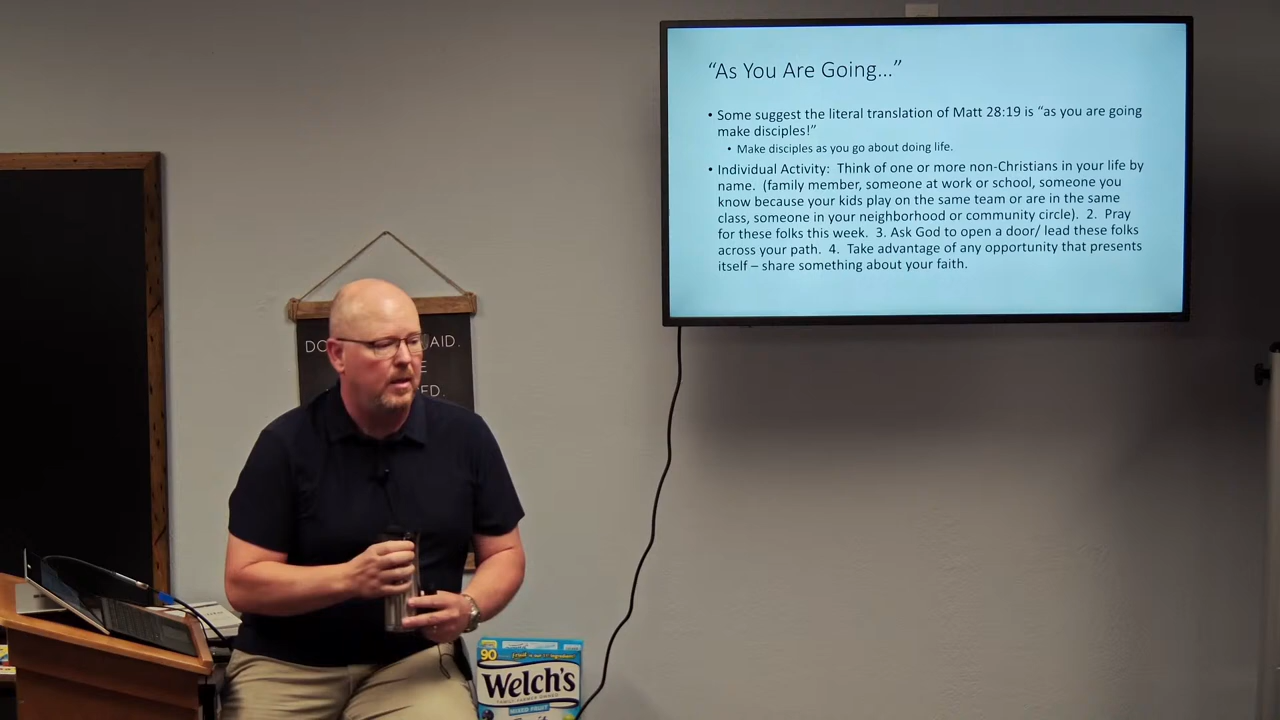 “As You Are Going…”
• Some suggest the literal translation of Matt 28:19 is “as you are going
make disciples!”
• Make disciples as you go about doing life.
• Individual Activity:  Think of one or more non-Christians in your life by
name.  (family member, someone at work or school, someone you
know because your kids play on the same team or are in the same
class, someone in your neighborhood or community circle).  2.  Pray
for these folks this week.  3. Ask God to open a door/ lead these folks
across your path.  4.  Take advantage of any opportunity that presents
itself – share something about your faith.
DO AID.
E
ED.
90
Welch's
MIXED FRUIT